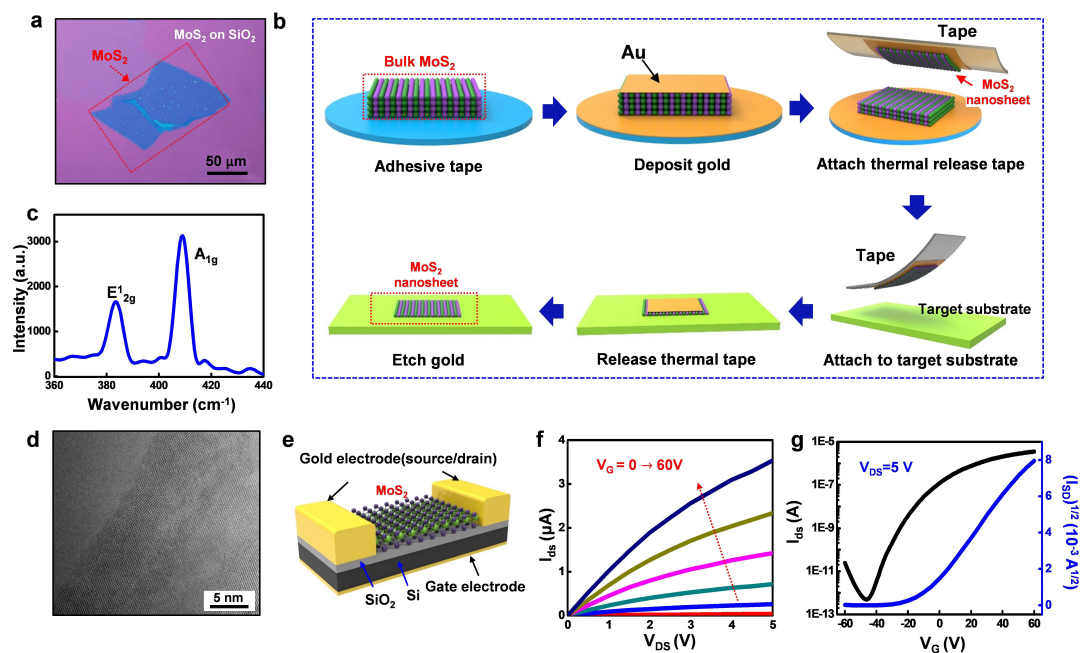 a
MoS2 on SiO2
MoS2
50 μm
b
Bulk MoS2
Adhesive tape
Au
Deposit gold
Tape
MoS2
nanosheet
Attach thermal release tape
Tape
Target substrate
Attach to target substrate
Release thermal tape
MoS2
nanosheet
Etch gold
c
Intensity (a.u.)
3000
2000
1000
0
E¹2g
A1g
360 380 400 420 440
Wavenumber (cm⁻¹)
d
5 nm
e
Gold electrode(source/drain)
MoS2
SiO2
Si
Gate electrode
f
VG = 0 → 60V
Ids (μA)
4
3
2
1
0
0 1 2 3 4 5
VDS (V)
g
VDS=5 V
Ids (A)
1E-5
1E-7
1E-9
1E-11
1E-13
-60 -40 -20 0 20 40 60
VG (V)
8
6
4
2
0
(ISD)1/2 (10-3 A1/2)